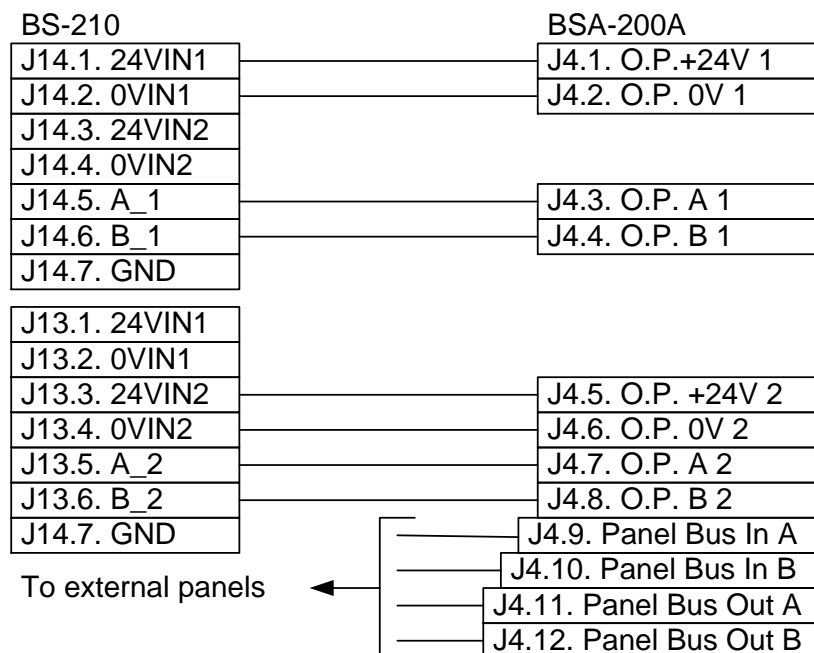 BS-210
J14.1. 24VIN1
J14.2. 0VIN1
J14.3. 24VIN2
J14.4. 0VIN2
J14.5. A_1
J14.6. B_1
J14.7. GND
J13.1. 24VIN1
J13.2. 0VIN1
J13.3. 24VIN2
J13.4. 0VIN2
J13.5. A_2
J13.6. B_2
J14.7. GND
To external panels
BSA-200A
J4.1. O.P.+24V 1
J4.2. O.P. 0V 1
J4.3. O.P. A 1
J4.4. O.P. B 1
J4.5. O.P. +24V 2
J4.6. O.P. 0V 2
J4.7. O.P. A 2
J4.8. O.P. B 2
J4.9. Panel Bus In A
J4.10. Panel Bus In B
J4.11. Panel Bus Out A
J4.12. Panel Bus Out B